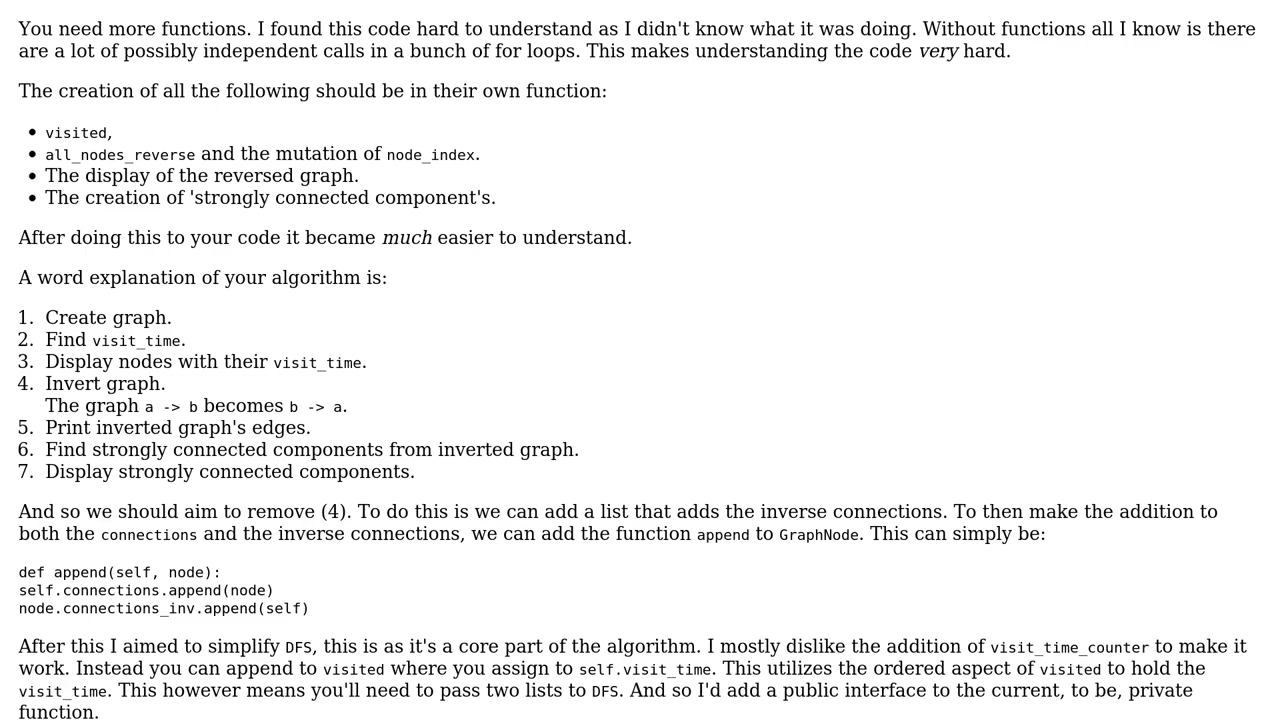 You need more functions. I found this code hard to understand as I didn't know what it was doing. Without functions all I know is there
are a lot of possibly independent calls in a bunch of for loops. This makes understanding the code very hard.
The creation of all the following should be in their own function:
• visited,
• all_nodes_reverse and the mutation of node_index.
• The display of the reversed graph.
• The creation of 'strongly connected component's.
After doing this to your code it became much easier to understand.
A word explanation of your algorithm is:
1. Create graph.
2. Find visit_time.
3. Display nodes with their visit_time.
4. Invert graph.
The graph a -> b becomes b -> a.
5. Print inverted graph's edges.
6. Find strongly connected components from inverted graph.
7. Display strongly connected components.
And so we should aim to remove (4). To do this is we can add a list that adds the inverse connections. To then make the addition to
both the connections and the inverse connections, we can add the function append to GraphNode. This can simply be:
def append(self, node):
self.connections.append(node)
node.connections_inv.append(self)
After this I aimed to simplify DFS, this is as it's a core part of the algorithm. I mostly dislike the addition of visit_time_counter to make it
work. Instead you can append to visited where you assign to self.visit_time. This utilizes the ordered aspect of visited to hold the
visit_time. This however means you'll need to pass two lists to DFS. And so I'd add a public interface to the current, to be, private
function.